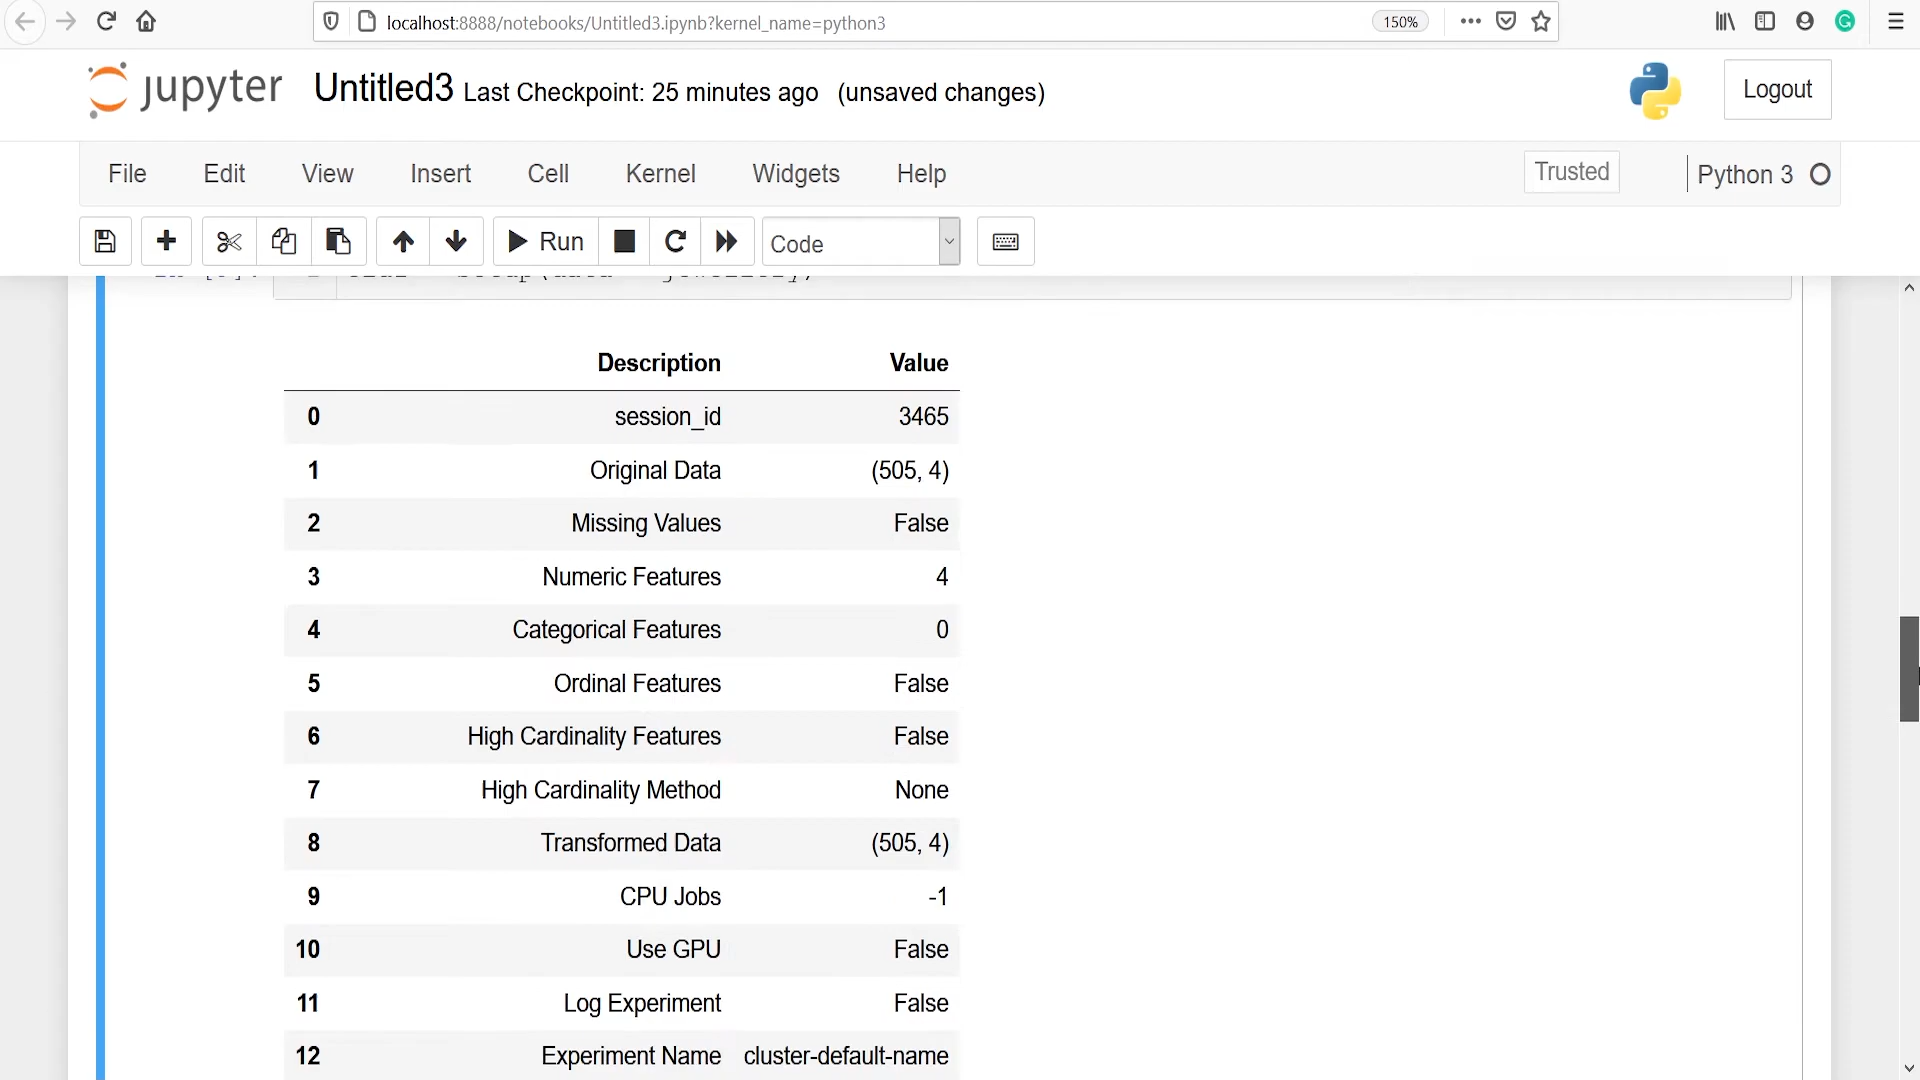 localhost:8888/notebooks/Untitled3.ipynb?kernel_name=python3 150%
jupyter Untitled3 Last Checkpoint: 25 minutes ago (unsaved changes) Logout
File Edit View Insert Cell Kernel Widgets Help Trusted Python 3
Run Code
Description Value
0 session_id 3465
1 Original Data (505, 4)
2 Missing Values False
3 Numeric Features 4
4 Categorical Features 0
5 Ordinal Features False
6 High Cardinality Features False
7 High Cardinality Method None
8 Transformed Data (505, 4)
9 CPU Jobs -1
10 Use GPU False
11 Log Experiment False
12 Experiment Name cluster-default-name